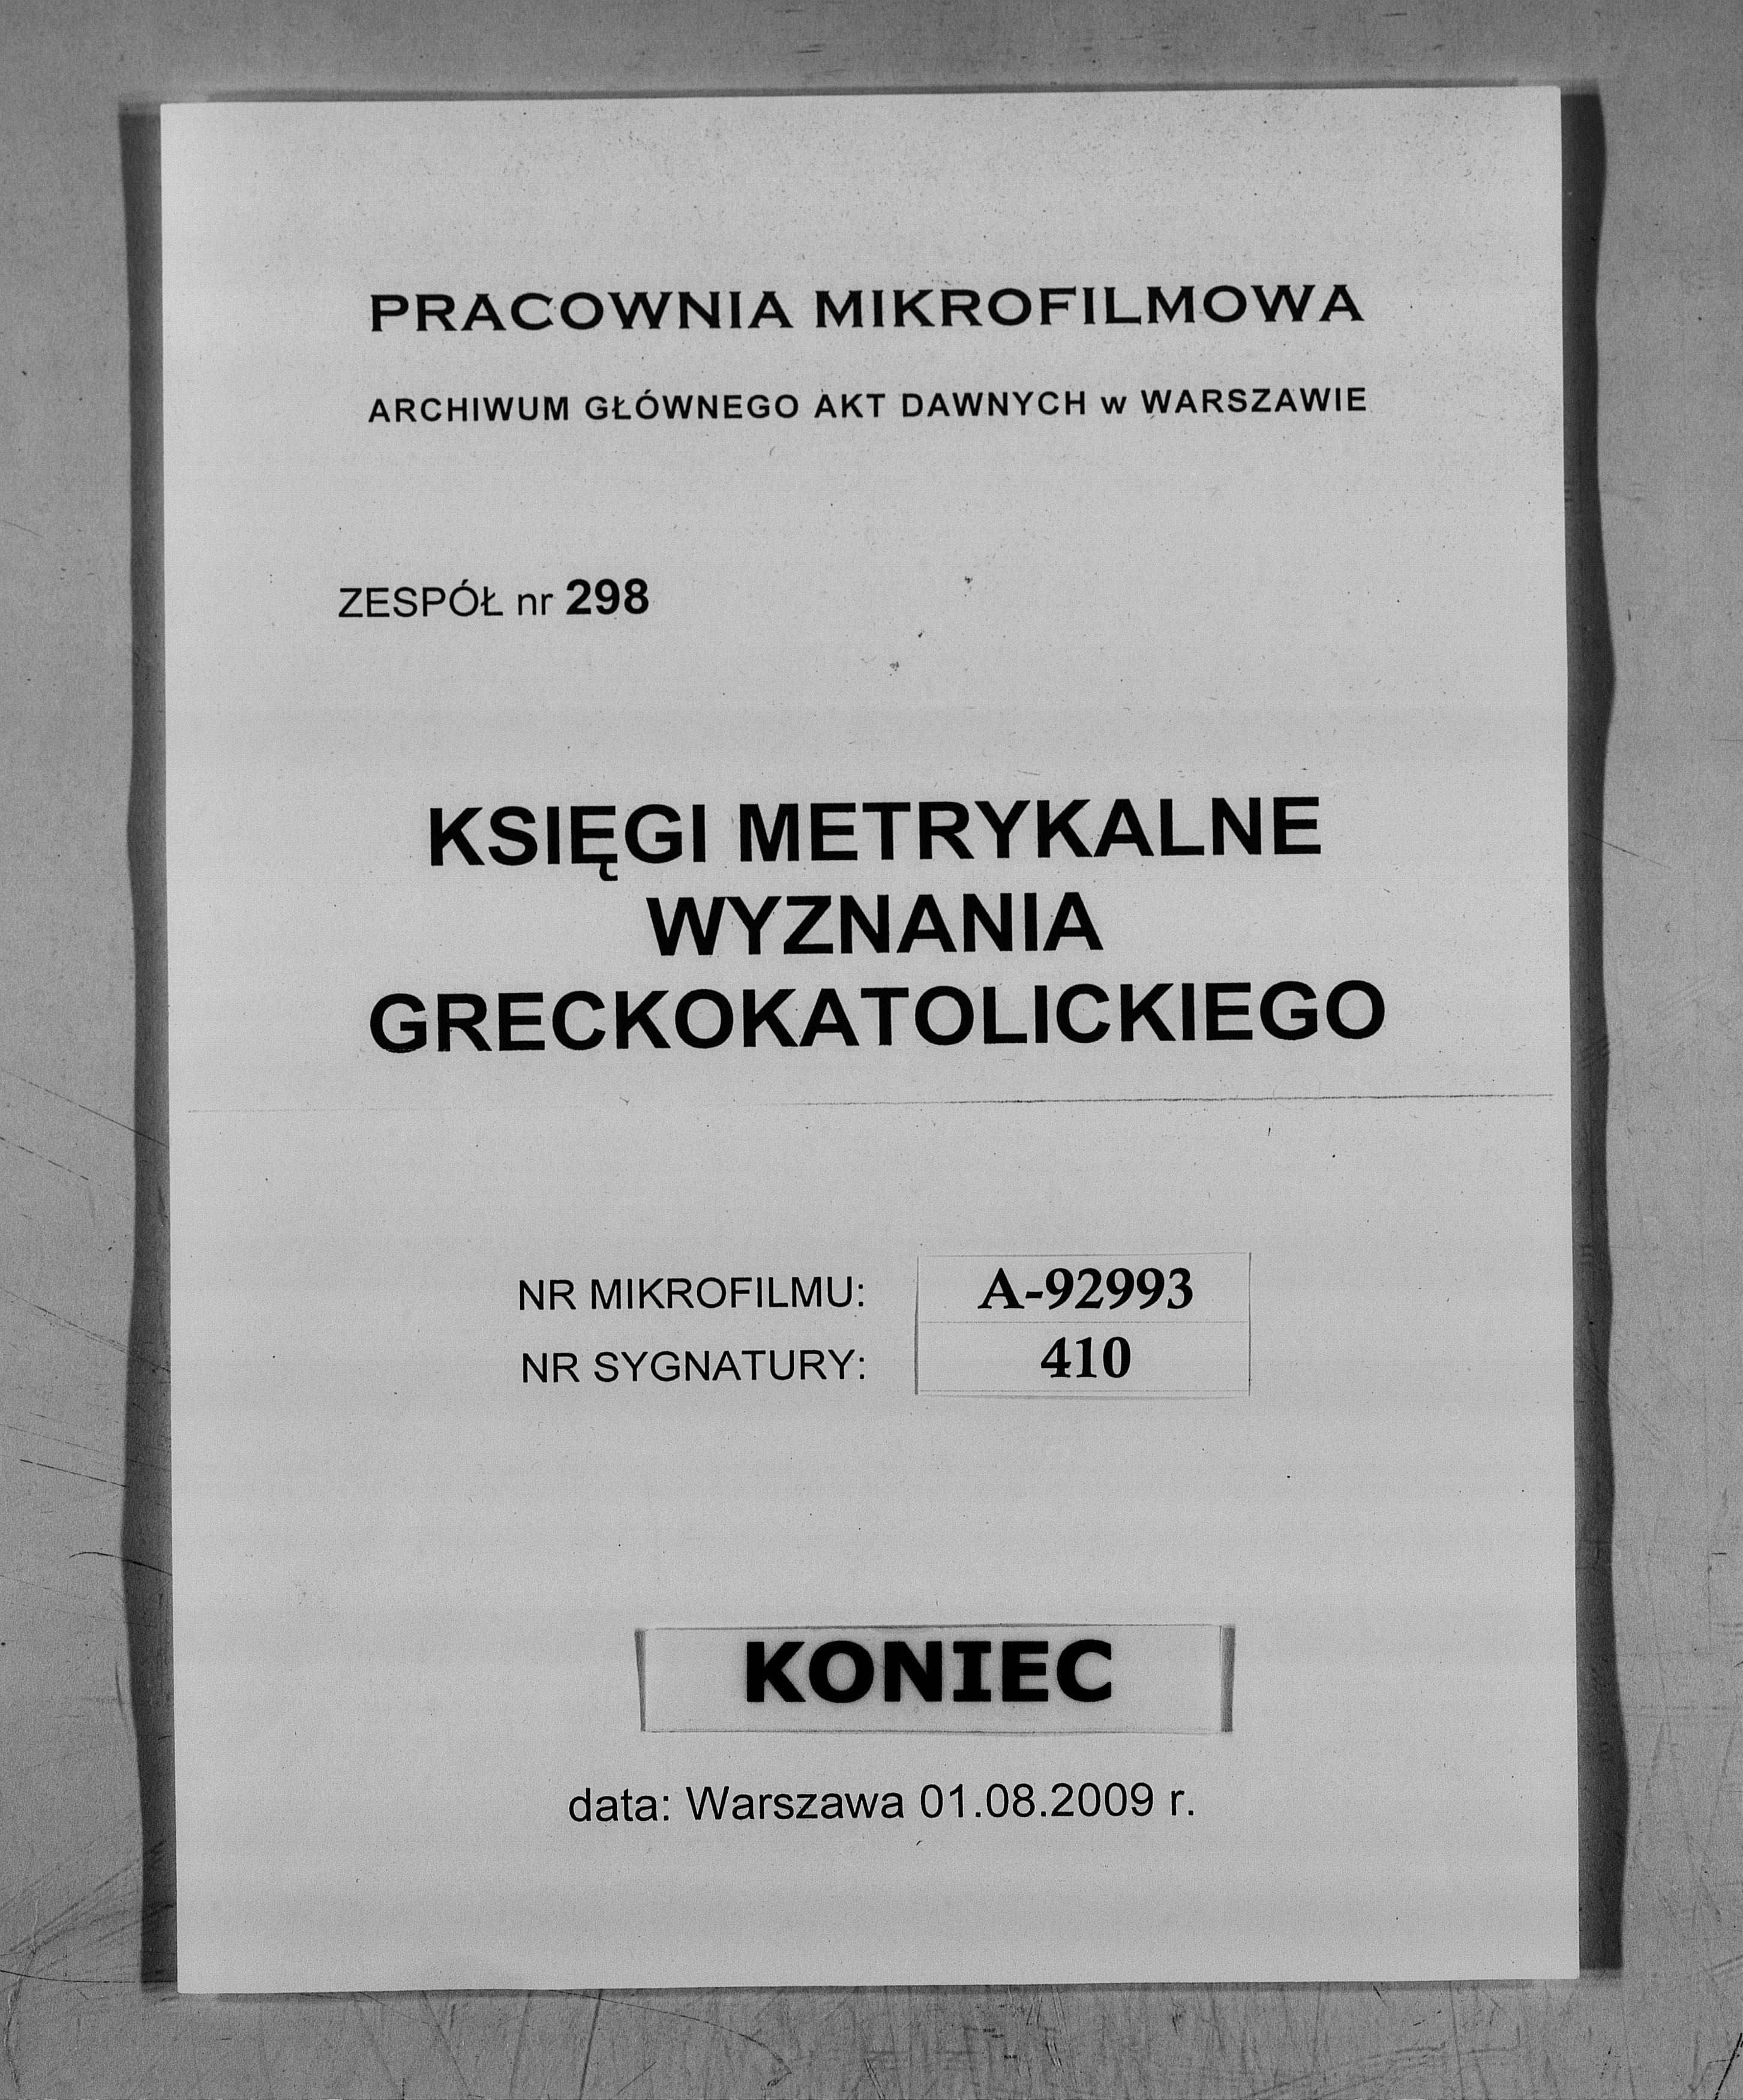 PRACOWNIA MIKROFILMOWA
ARCHIWUM GŁÓWNEGO AKT DAWNYCH w WARSZAWIE
ZESPÓŁ nr 298
KSIĘGI METRYKALNE
WYZNANIA
GRECKOKATOLICKIEGO
NR MIKROFILMU: A-92993
NR SYGNATURY: 410
KONIEC
data: Warszawa 01.08.2009 r.